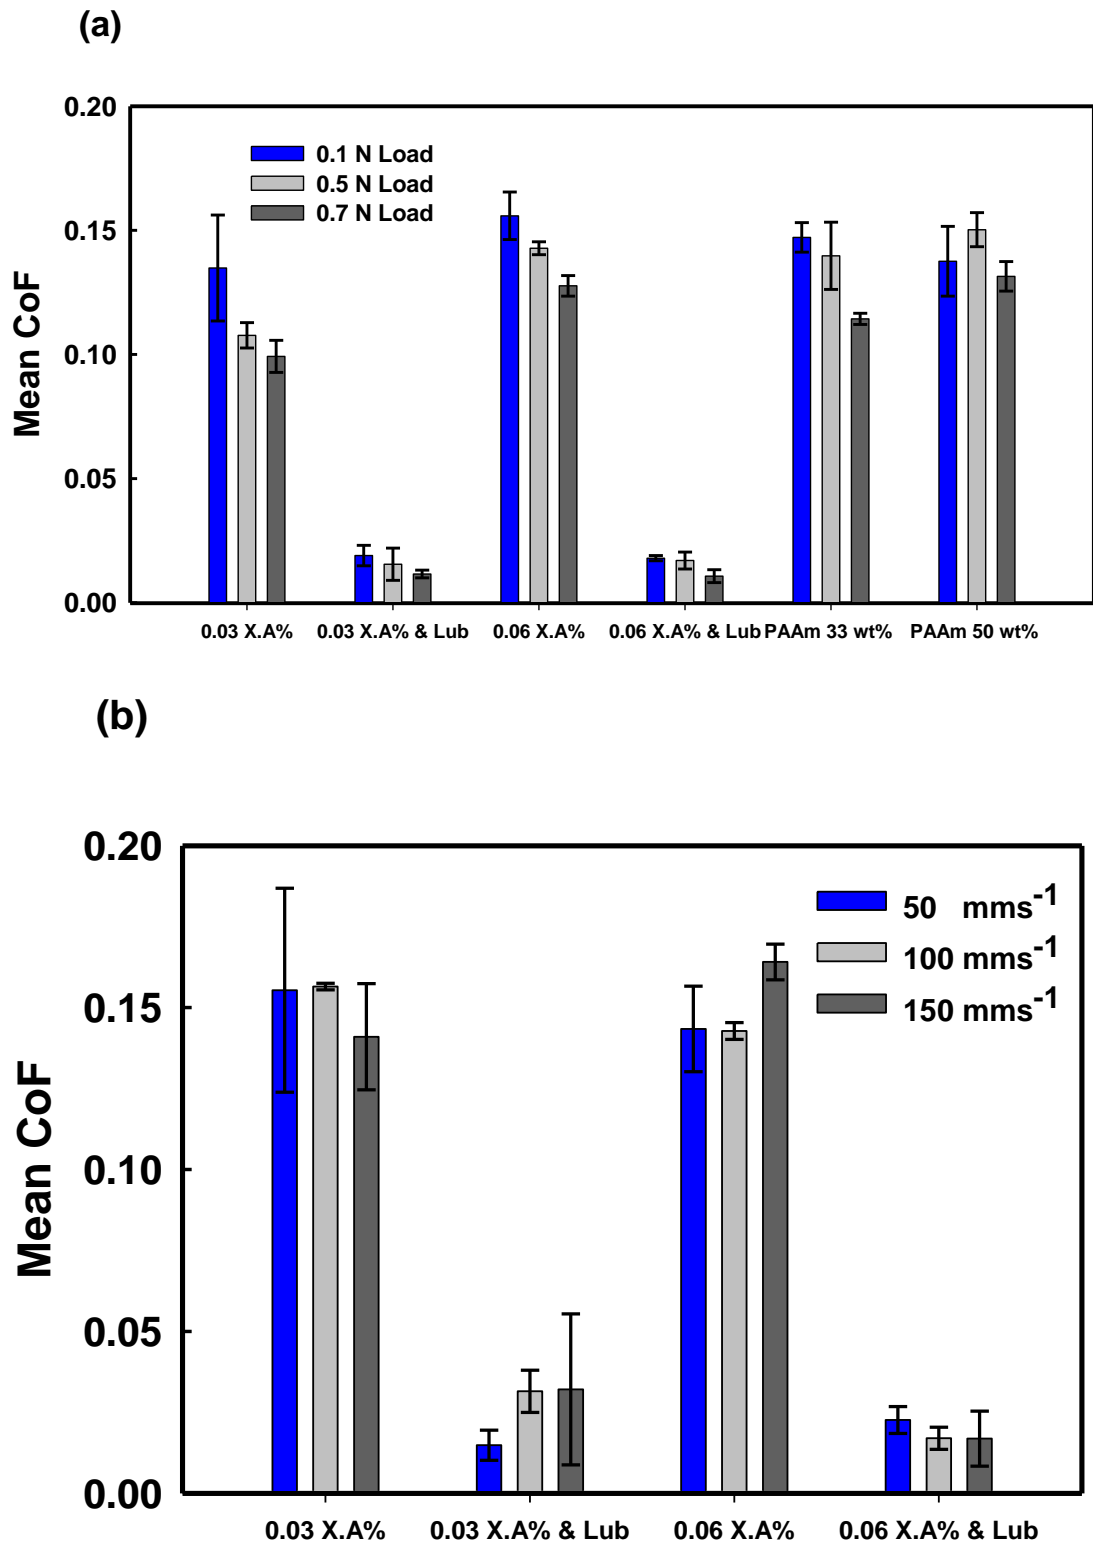 (a)
0.20
0.15
0.10
0.05
0.00
Mean CoF
0.1 N Load
0.5 N Load
0.7 N Load
0.03 X.A% 0.03 X.A% & Lub 0.06 X.A% 0.06 X.A% & Lub PAAm 33 wt% PAAm 50 wt%
(b)
0.20
0.15
0.10
0.05
0.00
Mean CoF
50 mms⁻¹
100 mms⁻¹
150 mms⁻¹
0.03 X.A% 0.03 X.A% & Lub 0.06 X.A% 0.06 X.A% & Lub